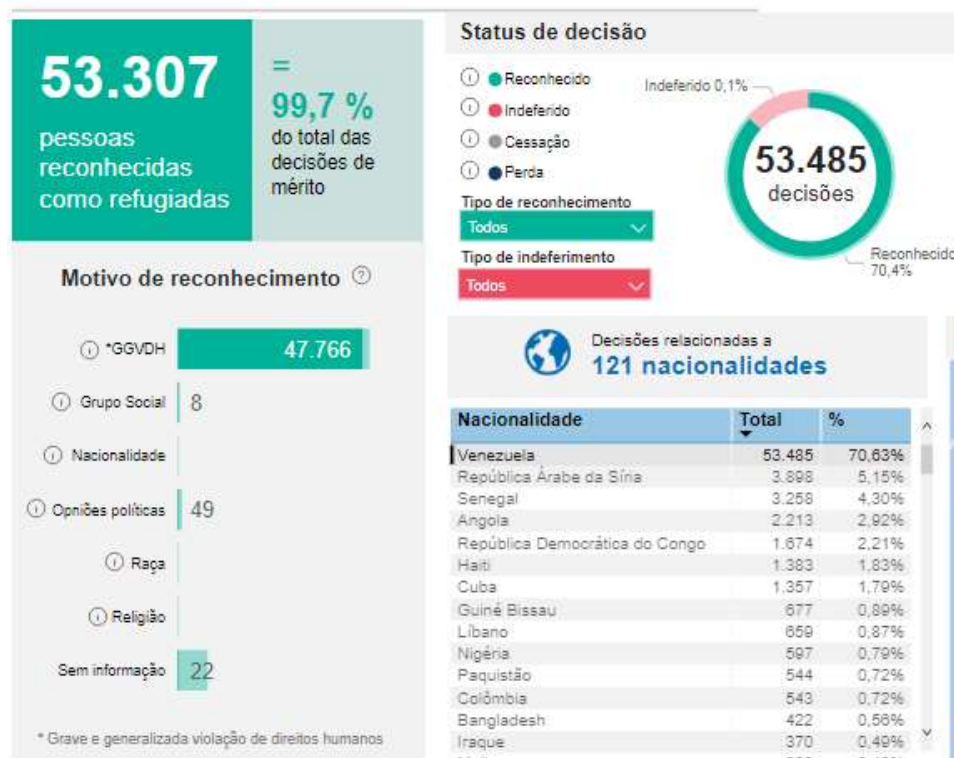 53.307
pessoas
reconhecidas
como refugiadas
=
99,7 %
do total das
decisões de
mérito
Motivo de reconhecimento
*GGVDH 47.766
Grupo Social 8
Nacionalidade
Opniões políticas 49
Raça
Religião
Sem informação 22
* Grave e generalizada violação de direitos humanos
Status de decisão
Reconhecido
Indeferido
Cessação
Perda
Tipo de reconhecimento
Todos
Tipo de indeferimento
Todos
Indeferido 0,1%
53.485
decisões
Reconhecido
70,4%
Decisões relacionadas a
121 nacionalidades
Nacionalidade Total %
Venezuela 53.485 70,63%
República Árabe da Síria 3.898 5,15%
Senegal 3.258 4,30%
Angola 2.213 2,92%
República Democrática do Congo 1.674 2,21%
Haiti 1.383 1,83%
Cuba 1.357 1,79%
Guiné Bissau 677 0,89%
Líbano 659 0,87%
Nigéria 597 0,79%
Paquistão 544 0,72%
Colômbia 543 0,72%
Bangladesh 422 0,56%
Iraque 370 0,49%